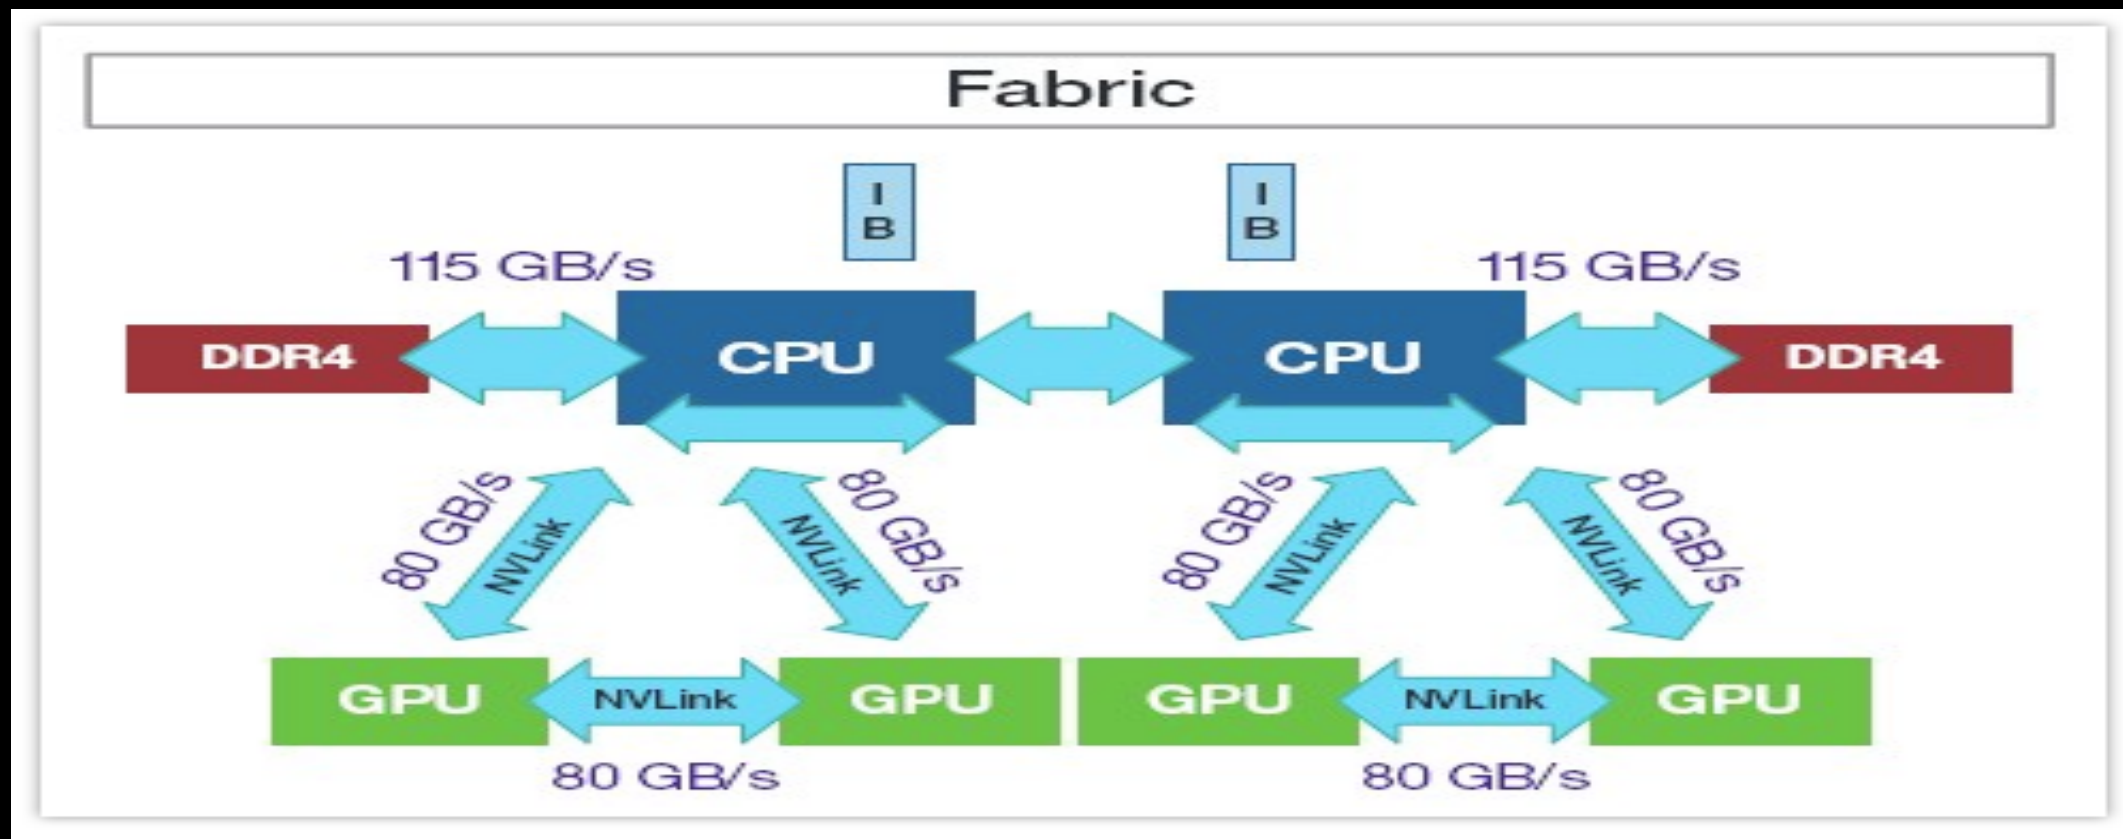 Fabric
I
B
I
B
115 GB/s
115 GB/s
DDR4
CPU
CPU
DDR4
80 GB/s
NVLink
NVLink
80 GB/s
80 GB/s
NVLink
NVLink
80 GB/s
GPU
NVLink
GPU
GPU
NVLink
GPU
80 GB/s
80 GB/s